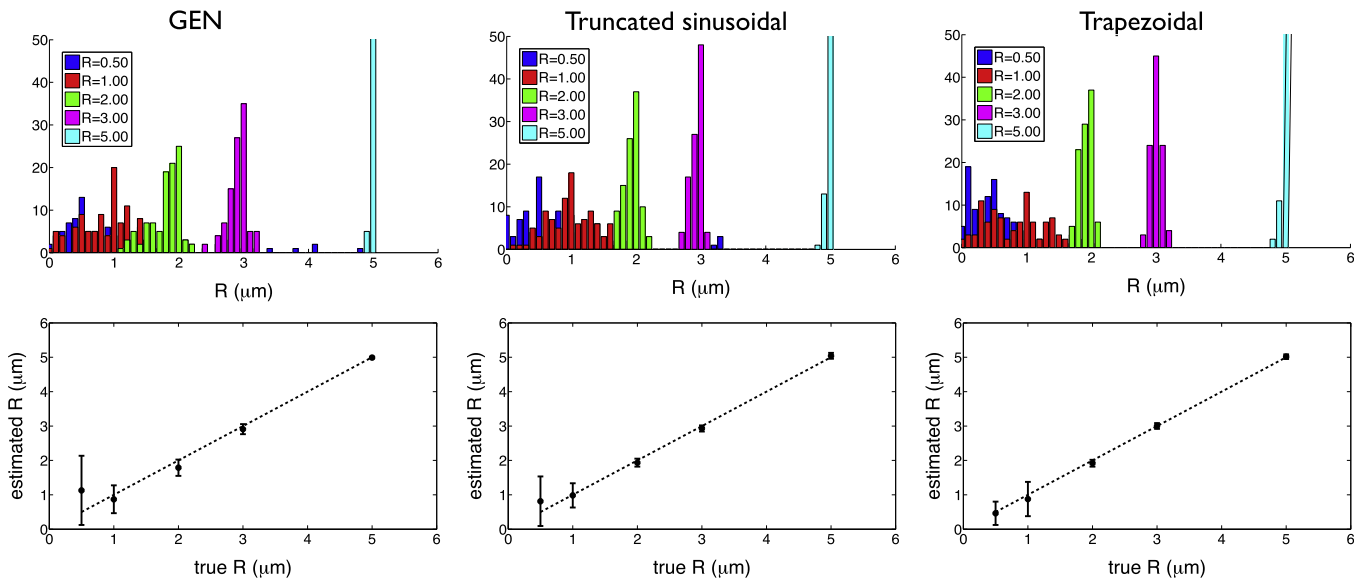 GEN
Truncated sinusoidal
Trapezoidal
50
40
30
20
10
0
R=0.50
R=1.00
R=2.00
R=3.00
R=5.00
0 1 2 3 4 5 6
R (μm)
50
40
30
20
10
0
R=0.50
R=1.00
R=2.00
R=3.00
R=5.00
0 1 2 3 4 5 6
R (μm)
50
40
30
20
10
0
R=0.50
R=1.00
R=2.00
R=3.00
R=5.00
0 1 2 3 4 5 6
R (μm)
6
5
4
3
2
1
0
estimated R (μm)
0 1 2 3 4 5 6
true R (μm)
6
5
4
3
2
1
0
estimated R (μm)
0 1 2 3 4 5 6
true R (μm)
6
5
4
3
2
1
0
estimated R (μm)
0 1 2 3 4 5 6
true R (μm)